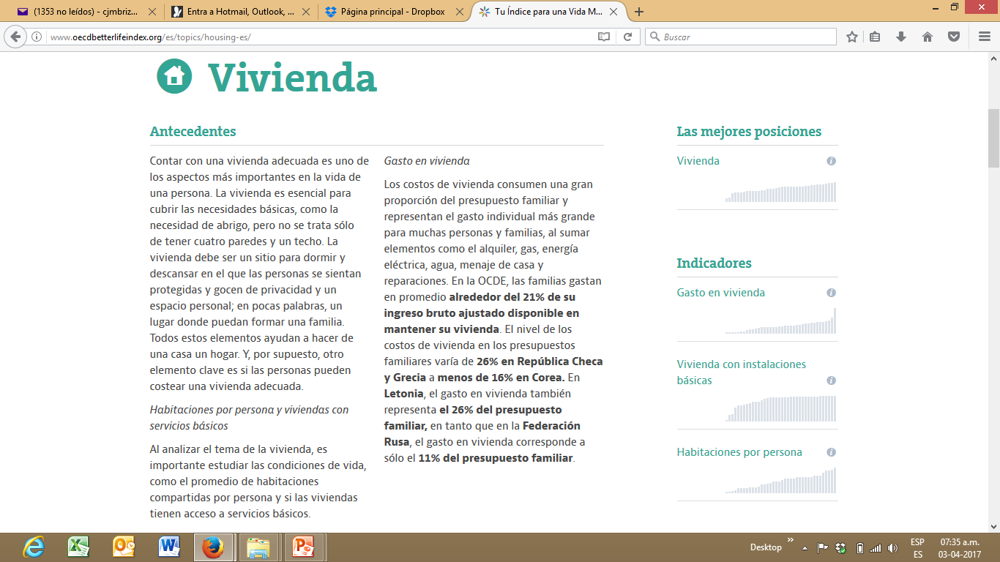 (1353 no leídos) - cjmbriz...
Entra a Hotmail, Outlook, ...
Página principal - Dropbox
Tu Índice para una Vida M...
www.oecdbetterlifeindex.org/es/topics/housing-es/
Buscar
Vivienda
Antecedentes
Contar con una vivienda adecuada es uno de
los aspectos más importantes en la vida de
una persona. La vivienda es esencial para
cubrir las necesidades básicas, como la
necesidad de abrigo, pero no se trata sólo
de tener cuatro paredes y un techo. La
vivienda debe ser un sitio para dormir y
descansar en el que las personas se sientan
protegidas y gocen de privacidad y un
espacio personal; en pocas palabras, un
lugar donde puedan formar una familia.
Todos estos elementos ayudan a hacer de
una casa un hogar. Y, por supuesto, otro
elemento clave es si las personas pueden
costear una vivienda adecuada.
Habitaciones por persona y viviendas con
servicios básicos
Al analizar el tema de la vivienda, es
importante estudiar las condiciones de vida,
como el promedio de habitaciones
compartidas por persona y si las viviendas
tienen acceso a servicios básicos.
Gasto en vivienda
Los costos de vivienda consumen una gran
proporción del presupuesto familiar y
representan el gasto individual más grande
para muchas personas y familias, al sumar
elementos como el alquiler, gas, energía
eléctrica, agua, menaje de casa y
reparaciones. En la OCDE, las familias gastan
en promedio alrededor del 21% de su
ingreso bruto ajustado disponible en
mantener su vivienda. El nivel de los
costos de vivienda en los presupuestos
familiares varía de 26% en República Checa
y Grecia a menos de 16% en Corea. En
Letonia, el gasto en vivienda también
representa el 26% del presupuesto
familiar, en tanto que en la Federación
Rusa, el gasto en vivienda corresponde a
sólo el 11% del presupuesto familiar.
Las mejores posiciones
Vivienda
Indicadores
Gasto en vivienda
Vivienda con instalaciones
básicas
Habitaciones por persona
Desktop
ESP
ES
07:35 a.m.
03-04-2017